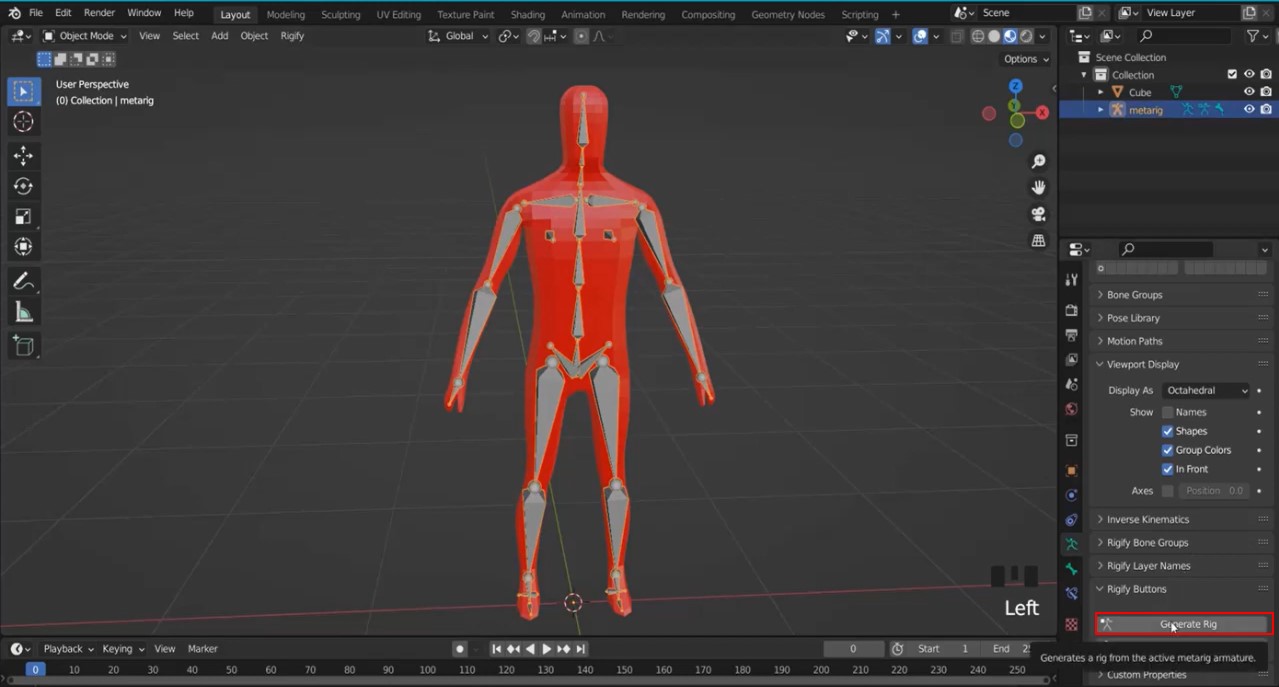 File Edit Render Window Help Layout Modeling Sculpting UV Editing Texture Paint Shading Animation Rendering Compositing Geometry Nodes Scripting + Scene View Layer
Object Mode View Select Add Object Rigify Global
Options
User Perspective
(0) Collection | metarig
Z
Y
X
Scene Collection
Collection
Cube
metarig
Bone Groups
Pose Library
Motion Paths
Viewport Display
Display As Octahedral
Show Names
Shapes
Group Colors
In Front
Axes Position 0.0
Inverse Kinematics
Rigify Bone Groups
Rigify Layer Names
Rigify Buttons
Generate Rig
Generates a rig from the active metarig armature.
Custom Properties
Left
Playback Keying View Marker 0 Start 1 End
0 10 20 30 40 50 60 70 80 90 100 110 120 130 140 150 160 170 180 190 200 210 220 230 240 250